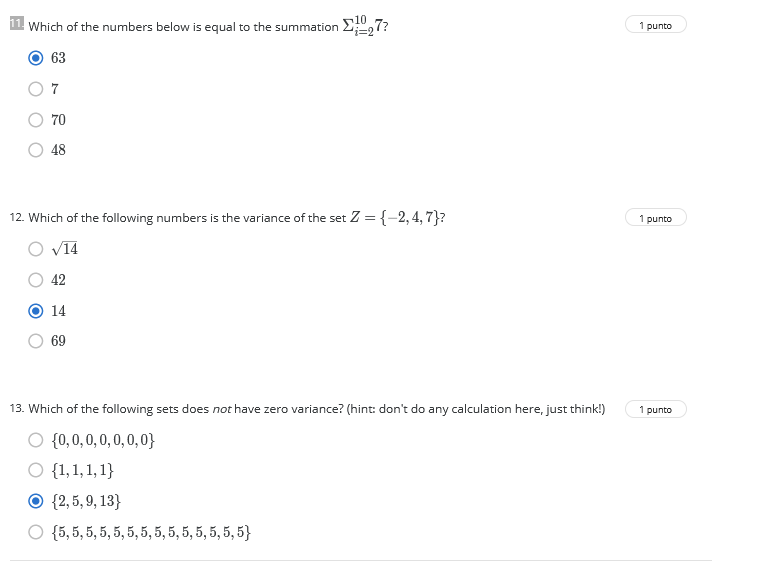 11. Which of the numbers below is equal to the summation $\Sigma_{i=2}^{10} 7$? 1 punto
63
7
70
48
12. Which of the following numbers is the variance of the set $Z = \{-2, 4, 7\}$? 1 punto
$\sqrt{14}$
42
14
69
13. Which of the following sets does not have zero variance? (hint: don't do any calculation here, just think!) 1 punto
{0, 0, 0, 0, 0, 0, 0}
{1, 1, 1, 1}
{2, 5, 9, 13}
{5, 5, 5, 5, 5, 5, 5, 5, 5, 5, 5, 5, 5, 5}